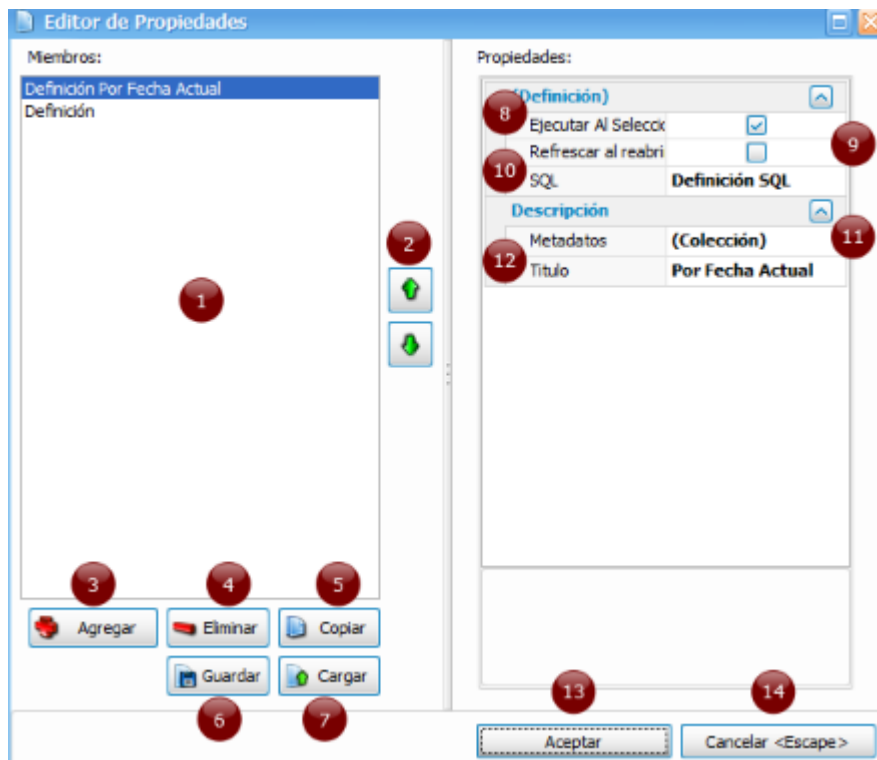 Editor de Propiedades
Miembros:
Definición Por Fecha Actual
Definición
1
2
3
Agregar
4
Eliminar
5
Copiar
Guardar
6
Cargar
7
Propiedades:
(Definición)
8
Ejecutar Al Selecc
Refrescar al reabri
9
10
SQL
Definición SQL
Descripción
11
Metadatos
(Colección)
12
Titulo
Por Fecha Actual
13
Aceptar
14
Cancelar <Escape>